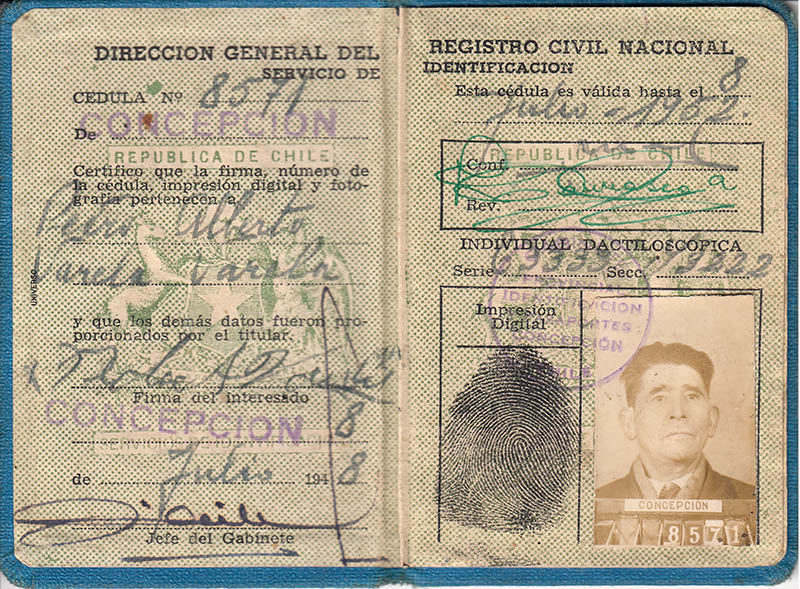 DIRECCION GENERAL DEL
SERVICIO DE
CEDULA Nº 8571
De CONCEPCION
REPUBLICA DE CHILE
Certifico que la firma, número de
la cédula, impresión digital y foto-
grafía pertenecen a
Pedro Alberto
Varela Varela
y que los demás datos fueron pro-
porcionados por el titular.
Firma del interesado
CONCEPCION
8
de Julio 1948
Jefe del Gabinete
UNIVERSO
REGISTRO CIVIL NACIONAL
IDENTIFICACION
Esta cédula es válida hasta el 8
Julio - 1952.
REPUBLICA DE CHILE
Conf.
Rev.
INDIVIDUAL DACTILOSCOPICA
Serie 3333 Secc.
IDENTIFICACION
CONCEPCIÓN
Impresión
Digital
CONCEPCIÓN
8571